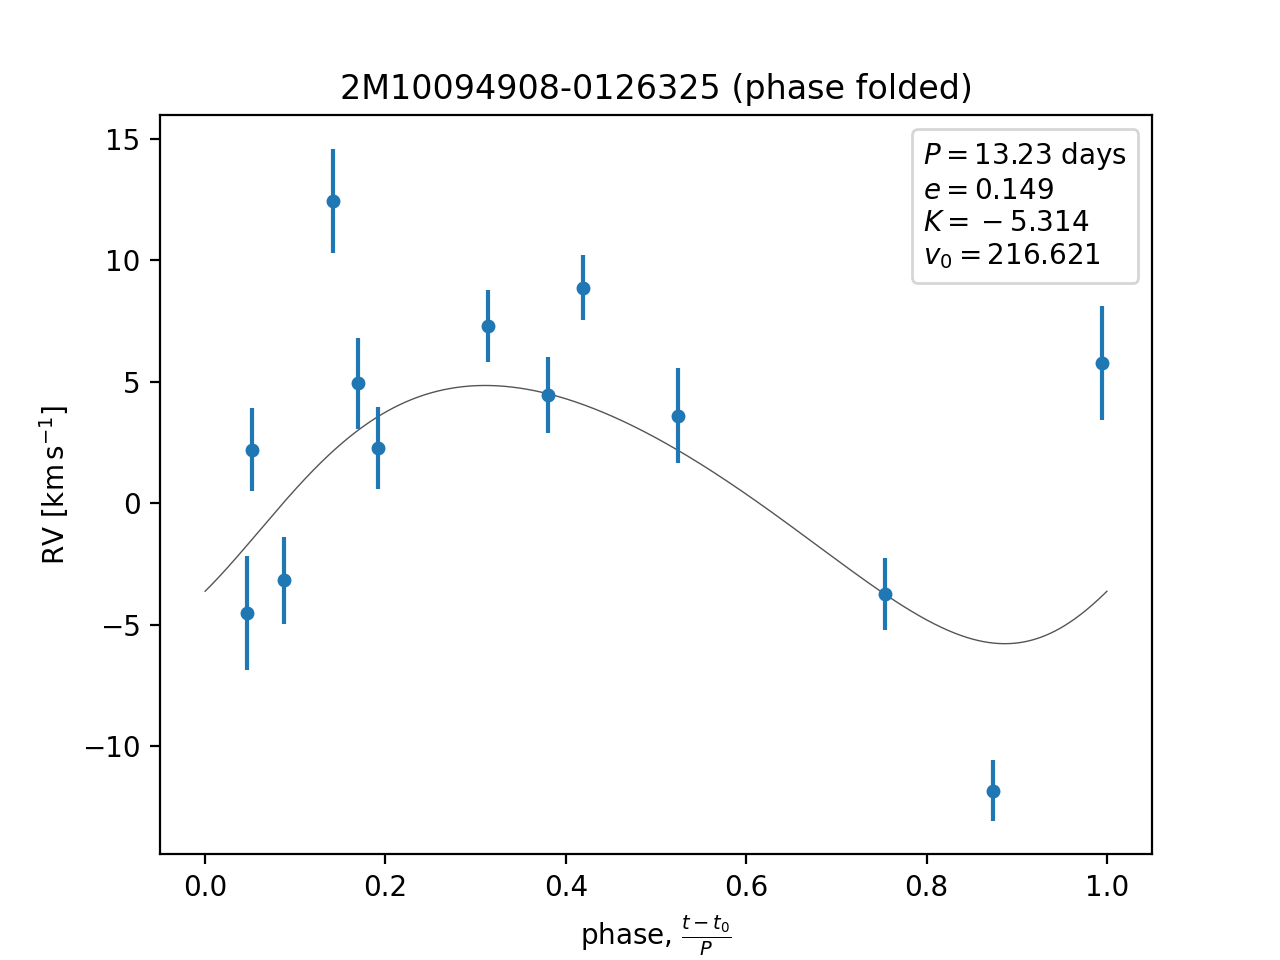 2M10094908-0126325 (phase folded)
P = 13.23 days
e = 0.149
K = −5.314
v₀ = 216.621
15
10
5
0
−5
−10
RV [km s⁻¹]
0.0 0.2 0.4 0.6 0.8 1.0
phase, (t − t₀)/P